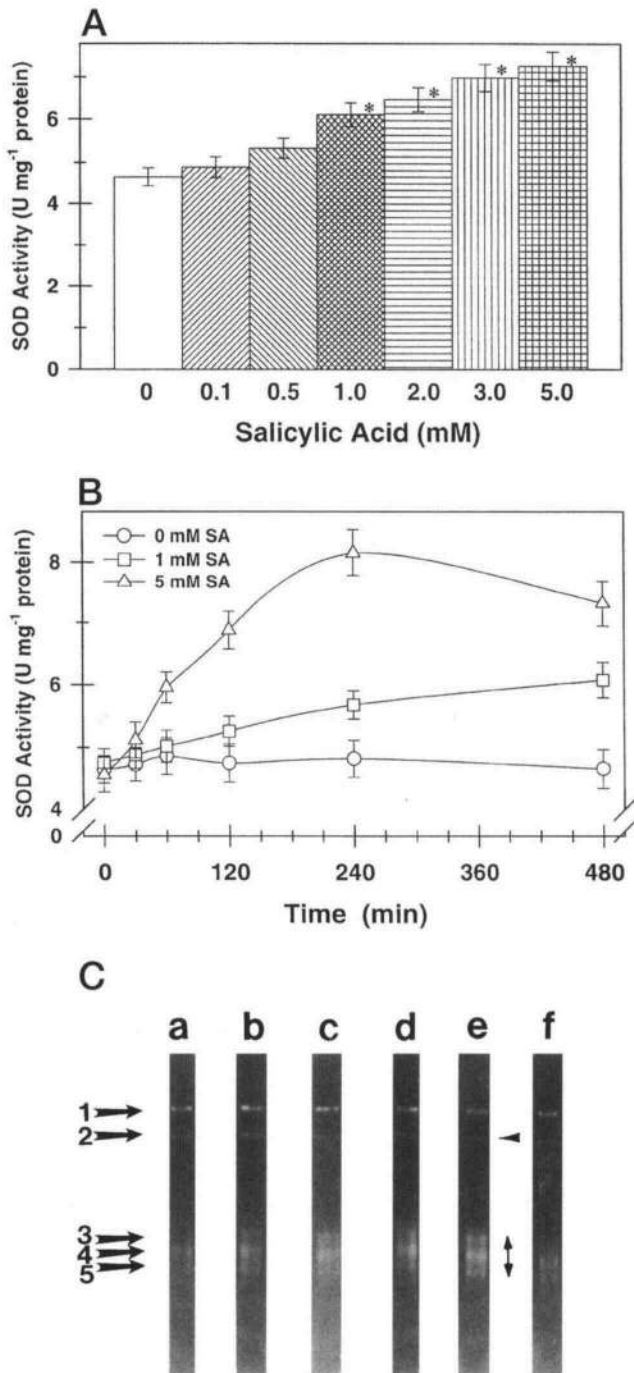 A
SOD Activity (U mg⁻¹ protein)
6
4
2
0
* * * *
0 0.1 0.5 1.0 2.0 3.0 5.0
Salicylic Acid (mM)
B
SOD Activity (U mg⁻¹ protein)
0 mM SA
1 mM SA
5 mM SA
8
6
4
0
0 120 240 360 480
Time (min)
C
a b c d e f
1
2
3
4
5